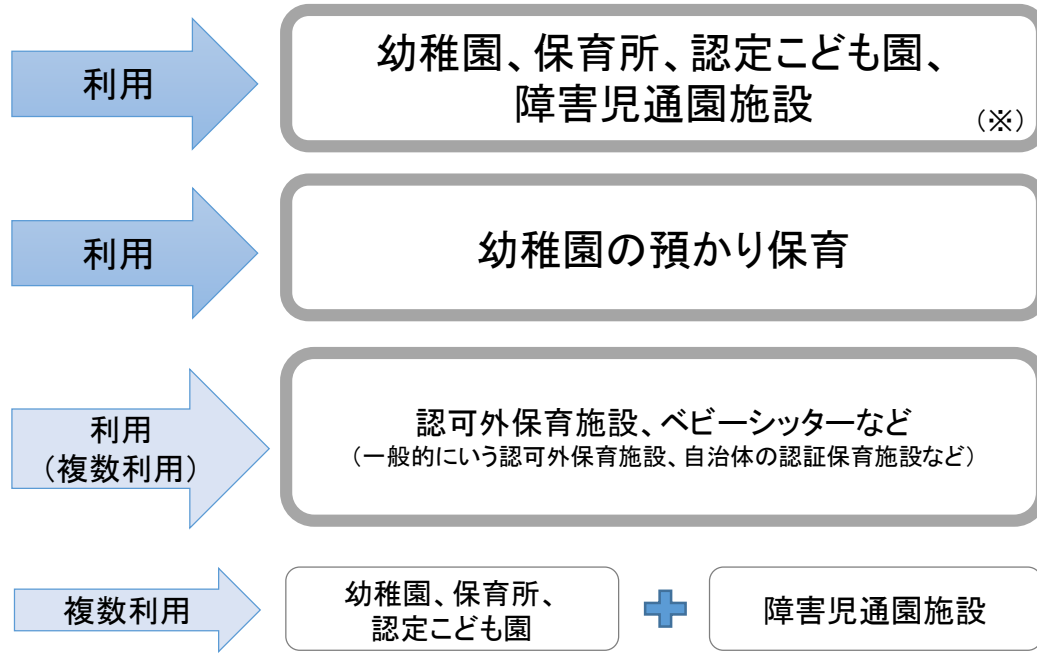 利用
幼稚園、保育所、認定こども園、
障害児通園施設
（※）
利用
幼稚園の預かり保育
利用
（複数利用）
認可外保育施設、ベビーシッターなど
（一般的にいう認可外保育施設、自治体の認証保育施設など）
複数利用
幼稚園、保育所、
認定こども園
障害児通園施設